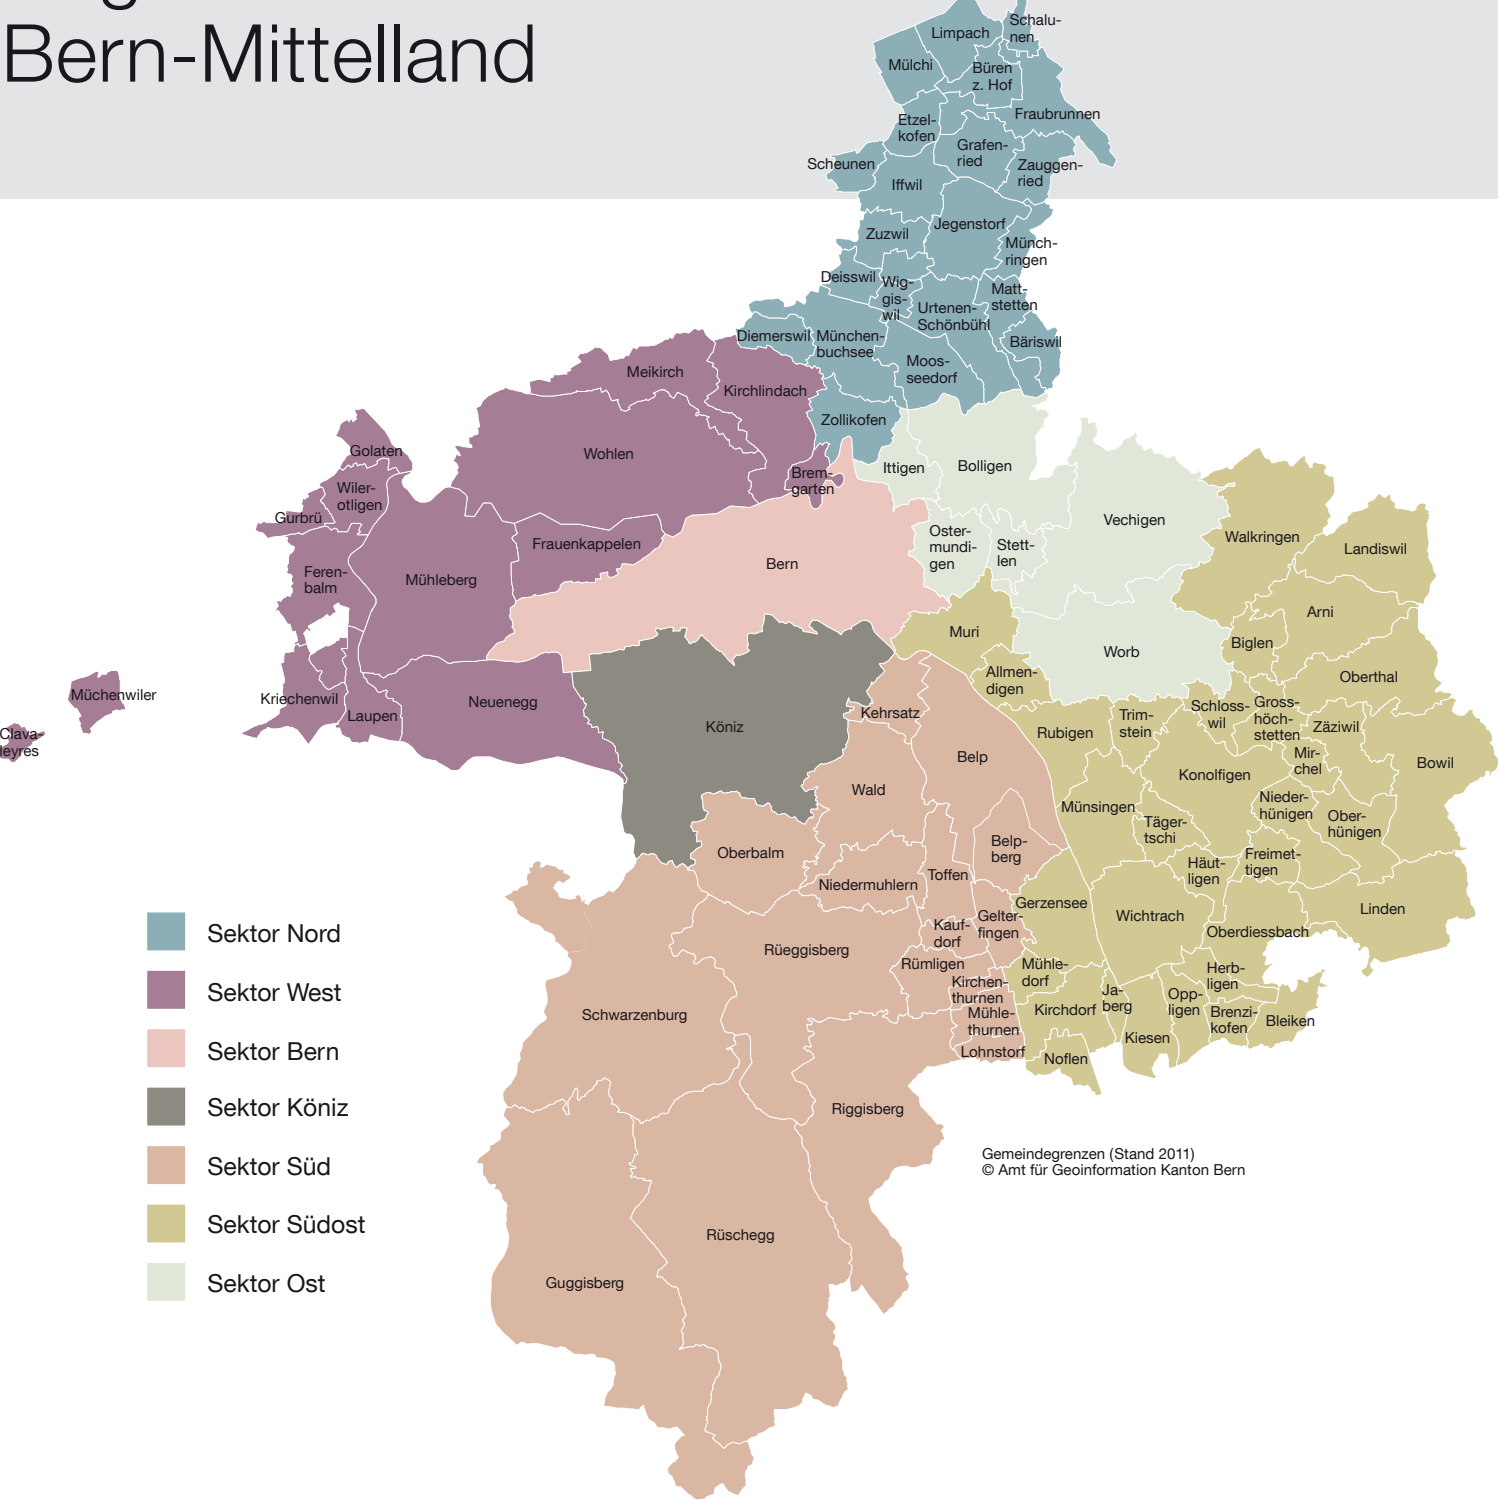 Bern-Mittelland
Schalu-
nen
Limpach
Mülchi
Büren
z. Hof
Fraubrunnen
Etzel-
kofen
Grafen-
ried
Scheunen
Zauggen-
ried
Iffwil
Jegenstorf
Zuzwil
Münch-
ringen
Deisswil
Wig-
gis-
wil
Matt-
stetten
Urtenen-
Schönbühl
Diemerswil
München-
buchsee
Bäriswil
Moos-
seedorf
Meikirch
Kirchlindach
Zollikofen
Golaten
Wohlen
Ittigen
Bolligen
Brem-
garten
Wiler-
oltigen
Gurbrü
Vechigen
Walkringen
Landiswil
Frauenkappelen
Oster-
mundi-
gen
Stett-
len
Bern
Feren-
balm
Mühleberg
Arni
Muri
Biglen
Worb
Allmen-
digen
Oberthal
Müchenwiler
Kriechenwil
Laupen
Neuenegg
Köniz
Kehrsatz
Schloss-
wil
Gross-
höch-
stetten
Zäziwil
Trim-
stein
Rubigen
Clava-
leyres
Belp
Mir-
chel
Bowil
Konolfigen
Wald
Münsingen
Nieder-
hünigen
Ober-
hünigen
Täger-
tschi
Oberbalm
Belp-
berg
Häut-
ligen
Freimet-
tigen
Toffen
Niedermuhlern
Gerzensee
Wichtrach
Linden
Kauf-
dorf
Gelter-
fingen
Oberdiessbach
Rüeggisberg
Rümligen
Mühle-
dorf
Herb-
ligen
Kirchen-
thurnen
Ja-
berg
Opp-
ligen
Kirchdorf
Brenzi-
kofen
Bleiken
Schwarzenburg
Mühle-
thurnen
Kiesen
Lohnstorf
Noflen
Riggisberg
Rüschegg
Guggisberg
Sektor Nord
Sektor West
Sektor Bern
Sektor Köniz
Sektor Süd
Sektor Südost
Sektor Ost
Gemeindegrenzen (Stand 2011)
© Amt für Geoinformation Kanton Bern